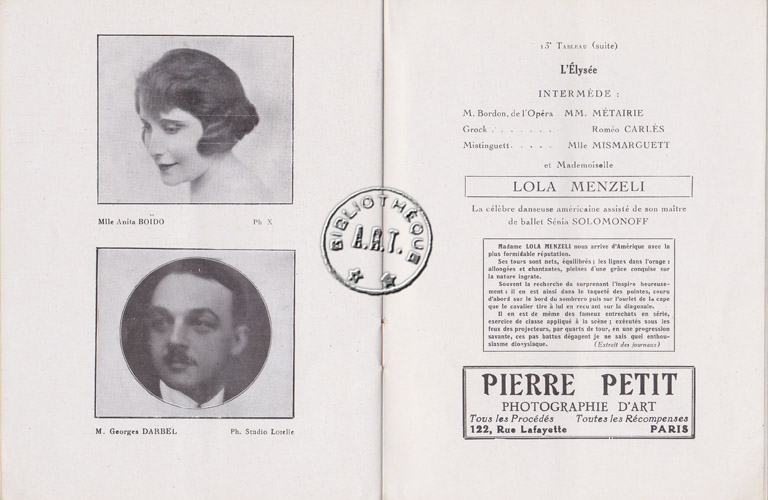 Mlle Anita BOÏDO Ph X
M. Georges DARBEL Ph. Studio Lorelle
BIBLIOTHÈQUE
A.R.T.
13e TABLEAU (suite)
L'Élysée
INTERMÈDE :
M. Bordon, de l'Opéra MM. MÉTAIRIE
Grock . . . . . . . Roméo CARLÈS
Mistinguett . . . . . Mlle MISMARGUETT
et Mademoiselle
LOLA MENZELI
La célèbre danseuse américaine assisté de son maître
de ballet Sénia SOLOMONOFF
Madame LOLA MENZELI nous arrive d'Amérique avec la
plus formidable réputation.
Ses tours sont nets, équilibrés ; les lignes dans l'orage :
allongées et chantantes, pleines d'une grâce conquise sur
la nature ingrate.
Souvent la recherche du surprenant l'inspire heureuse-
ment : il en est ainsi dans le taqueté des pointes, couru
d'abord sur le bord du sombrero puis sur l'ourlet de la cape
que le cavalier tire à lui en reculant sur la diagonale.
Il en est de même des fameux entrechats en série,
exercice de classe appliqué à la scène ; exécutés sous les
feux des projecteurs, par quarts de tour, en une progression
savante, ces pas battus dégagent je ne sais quel enthou-
siasme dionysiaque. (Extrait des journaux)
PIERRE PETIT
PHOTOGRAPHIE D'ART
Tous les Procédés Toutes les Récompenses
122, Rue Lafayette PARIS